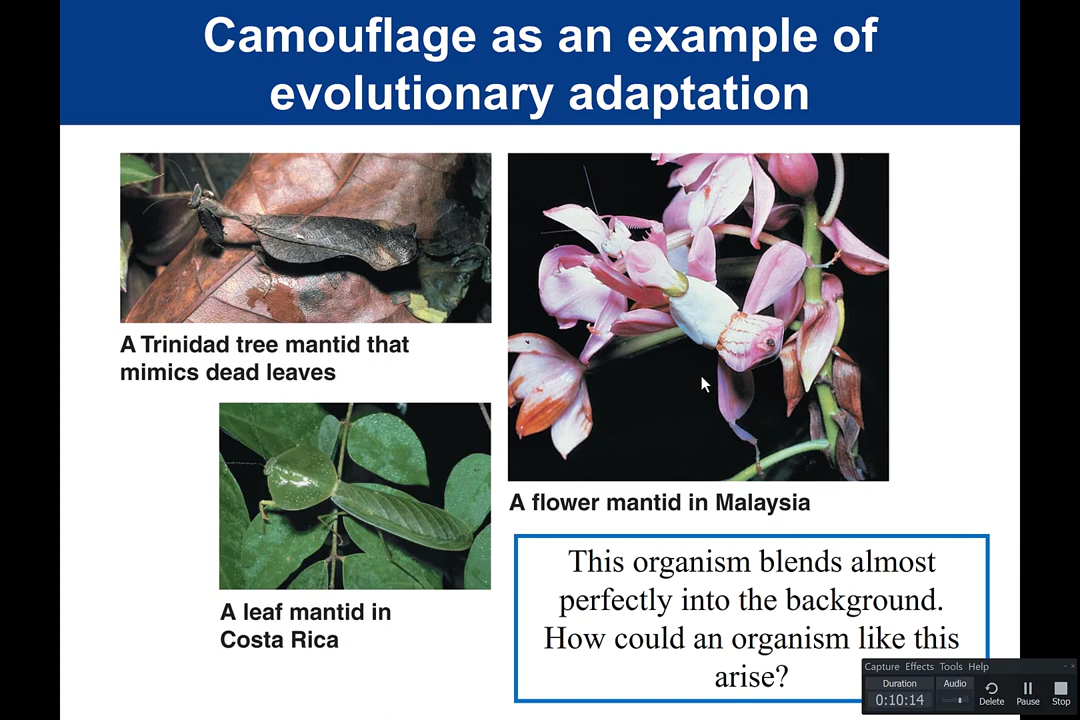 Camouflage as an example of
evolutionary adaptation
A Trinidad tree mantid that
mimics dead leaves
A flower mantid in Malaysia
A leaf mantid in
Costa Rica
This organism blends almost
perfectly into the background.
How could an organism like this
arise?
Capture Effects Tools Help
Duration
0:10:14
Audio
Delete
Pause
Stop